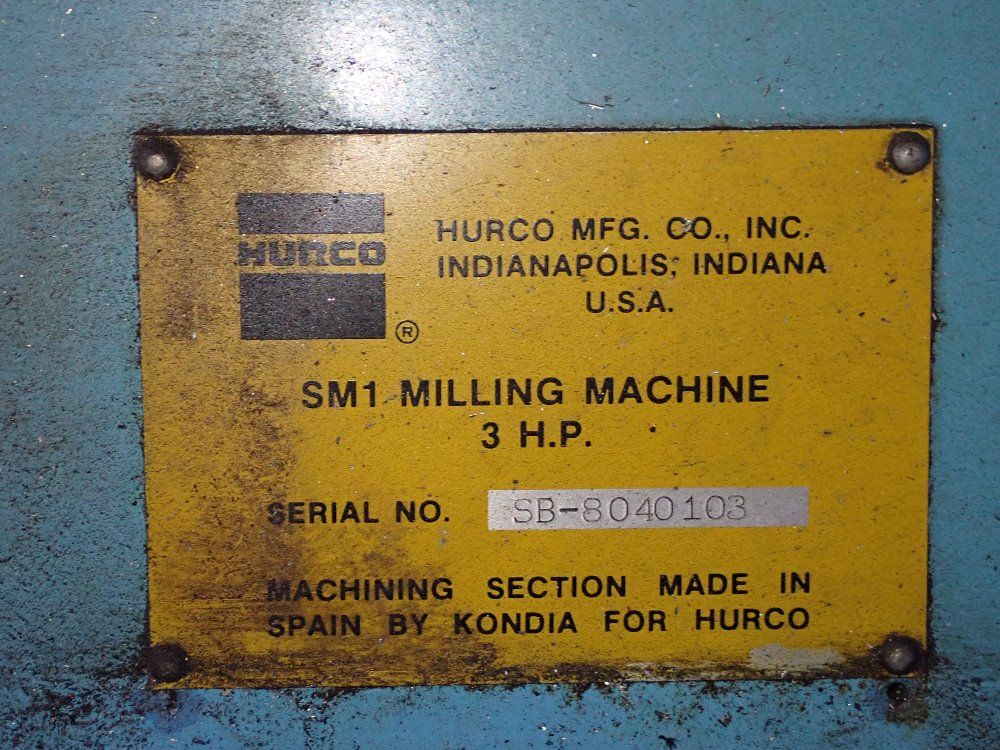 HURCO
®
HURCO MFG. CO., INC.
INDIANAPOLIS, INDIANA
U.S.A.
SM1 MILLING MACHINE
3 H.P.
SERIAL NO. SB-8040103
MACHINING SECTION MADE IN
SPAIN BY KONDIA FOR HURCO